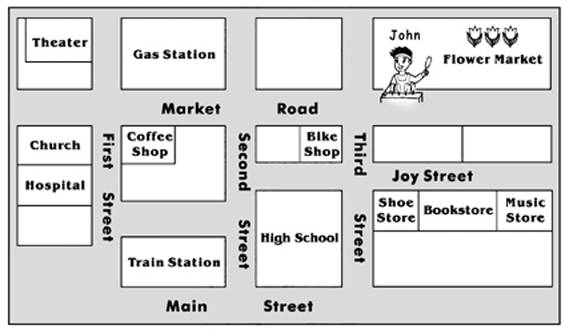 John
Theater
Gas Station
Flower Market
Market Road
Church
Hospital
First Street
Coffee
Shop
Second Street
Bike
Shop
Third Street
Joy Street
Shoe
Store
Bookstore
Music
Store
High School
Train Station
Main Street